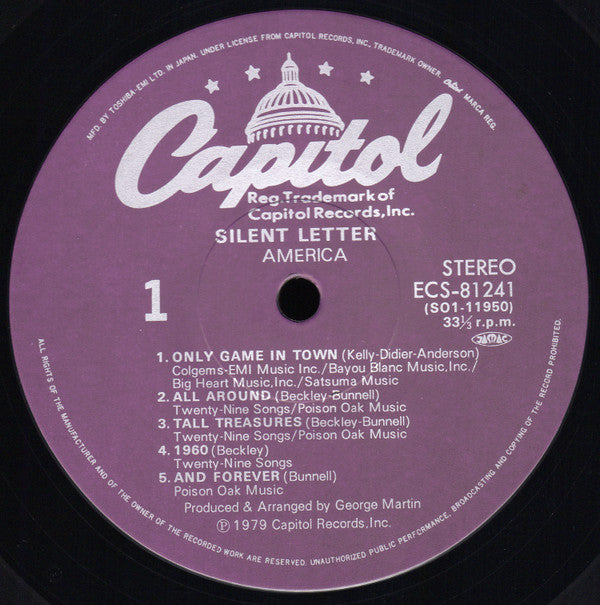 MFD. BY TOSHIBA-EMI LTD. IN JAPAN. UNDER LICENSE FROM CAPITOL RECORDS, INC. TRADEMARK OWNER. Capitol MARCA REG.
Capitol
Reg. Trademark of
Capitol Records, Inc.
SILENT LETTER
AMERICA
1
STEREO
ECS-81241
(SO1-11950)
33⅓ r.p.m.
JAMAC
1. ONLY GAME IN TOWN (Kelly-Didier-Anderson)
Colgems-EMI Music Inc./Bayou Blanc Music,Inc./
Big Heart Music,Inc./Satsuma Music
2. ALL AROUND (Beckley-Bunnell)
Twenty-Nine Songs/Poison Oak Music
3. TALL TREASURES (Beckley-Bunnell)
Twenty-Nine Songs/Poison Oak Music
4. 1960 (Beckley)
Twenty-Nine Songs
5. AND FOREVER (Bunnell)
Poison Oak Music
Produced & Arranged by George Martin
℗ 1979 Capitol Records, Inc.
ALL RIGHTS OF THE MANUFACTURER AND OF THE OWNER OF THE RECORDED WORK ARE RESERVED. UNAUTHORIZED PUBLIC PERFORMANCE, BROADCASTING AND COPYING OF THE RECORD PROHIBITED.